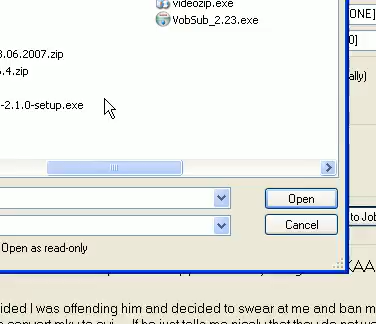 videozip.exe
VobSub_2.23.exe
ONE]
0]
3.06.2007.zip
.4.zip
ally)
-2.1.0-setup.exe
Open
to Job
Cancel
Open as read-only
ided I was offending him and decided to swear at me and ban m